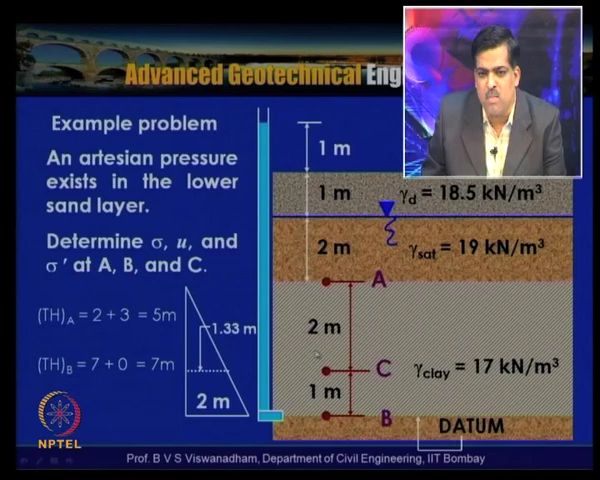 Advanced Geotechnical Eng
Example problem
An artesian pressure
exists in the lower
sand layer.
Determine σ, u, and
σ' at A, B, and C.
(TH)A = 2 + 3 = 5m
(TH)B = 7 + 0 = 7m
1.33 m
2 m
1 m
1 m
γd = 18.5 kN/m³
2 m
γsat = 19 kN/m³
A
2 m
C
γclay = 17 kN/m³
1 m
B
DATUM
NPTEL
Prof. B V S Viswanadham, Department of Civil Engineering, IIT Bombay